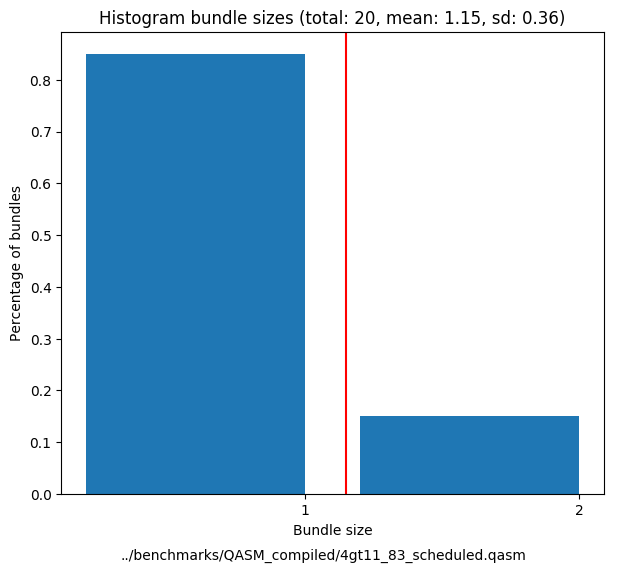 Histogram bundle sizes (total: 20, mean: 1.15, sd: 0.36)
Percentage of bundles
0.8
0.7
0.6
0.5
0.4
0.3
0.2
0.1
0.0
1 2
Bundle size
../benchmarks/QASM_compiled/4gt11_83_scheduled.qasm